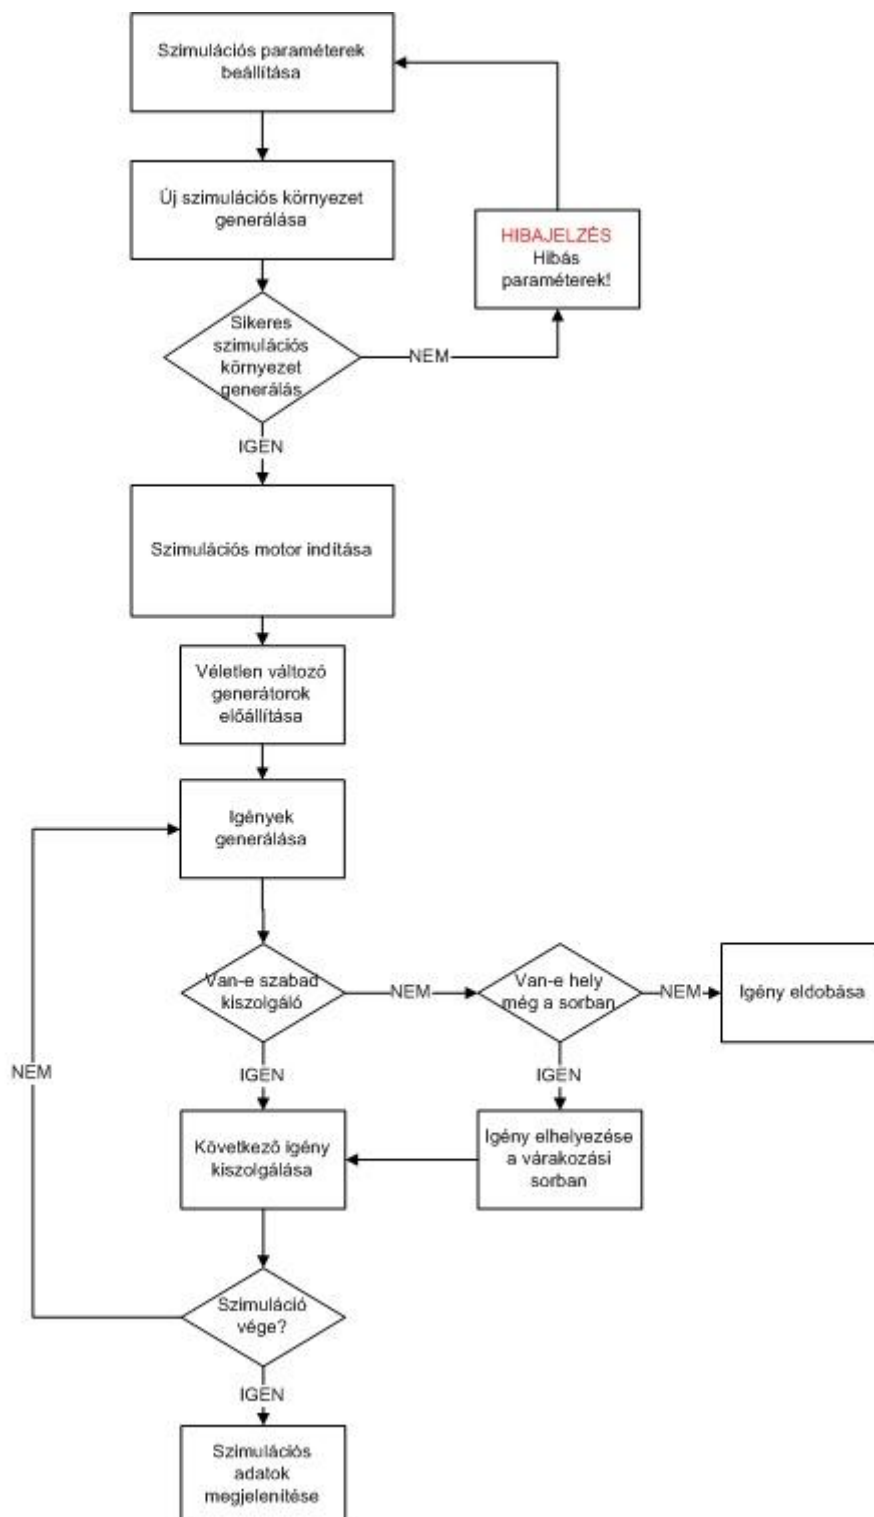 Szimulációs paraméterek
beállítása
Új szimulációs környezet
generálása
HIBAJELZÉS
Hibás
paraméterek!
Sikeres
szimulációs
környezet
generálás
NEM
IGEN
Szimulációs motor indítása
Véletlen változó
generátorok
előállítása
Igények
generálása
Van-e szabad
kiszolgáló
NEM
Van-e hely
még a sorban
NEM
Igény eldobása
IGEN
IGEN
NEM
Következő igény
kiszolgálása
Igény elhelyezése
a várakozási
sorban
Szimuláció
vége?
IGEN
Szimulációs
adatok
megjelenítése